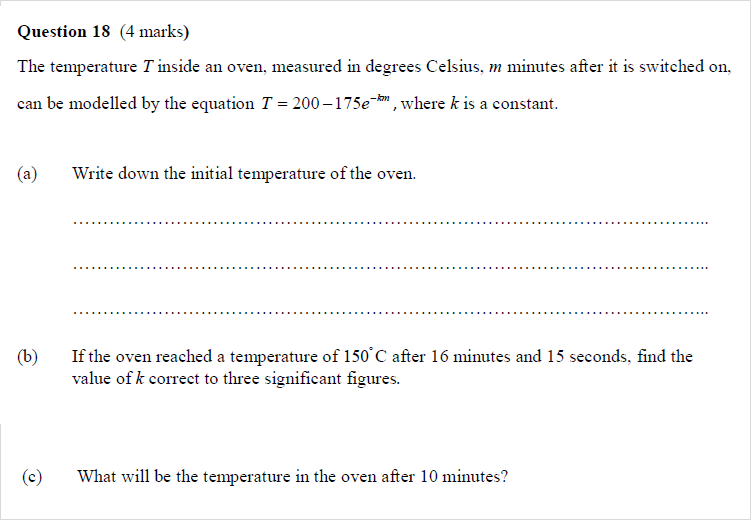 Question 18 (4 marks)
The temperature T inside an oven, measured in degrees Celsius, m minutes after it is switched on,
can be modelled by the equation T = 200 – 175e⁻ᵏᵐ, where k is a constant.
(a) Write down the initial temperature of the oven.
...............................................................................................................
...............................................................................................................
...............................................................................................................
(b) If the oven reached a temperature of 150°C after 16 minutes and 15 seconds, find the
value of k correct to three significant figures.
(c) What will be the temperature in the oven after 10 minutes?